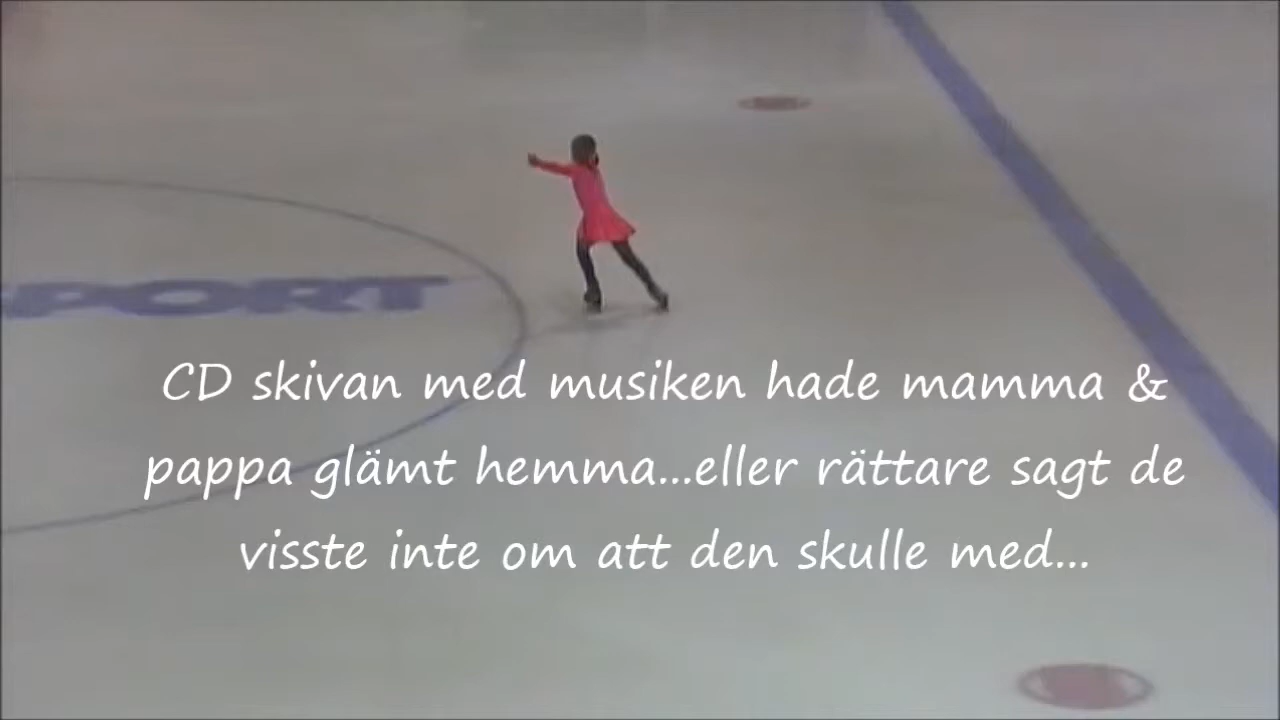 PORT
CD skivan med musiken hade mamma &
pappa glämt hemma...eller rättare sagt de
visste inte om att den skulle med...